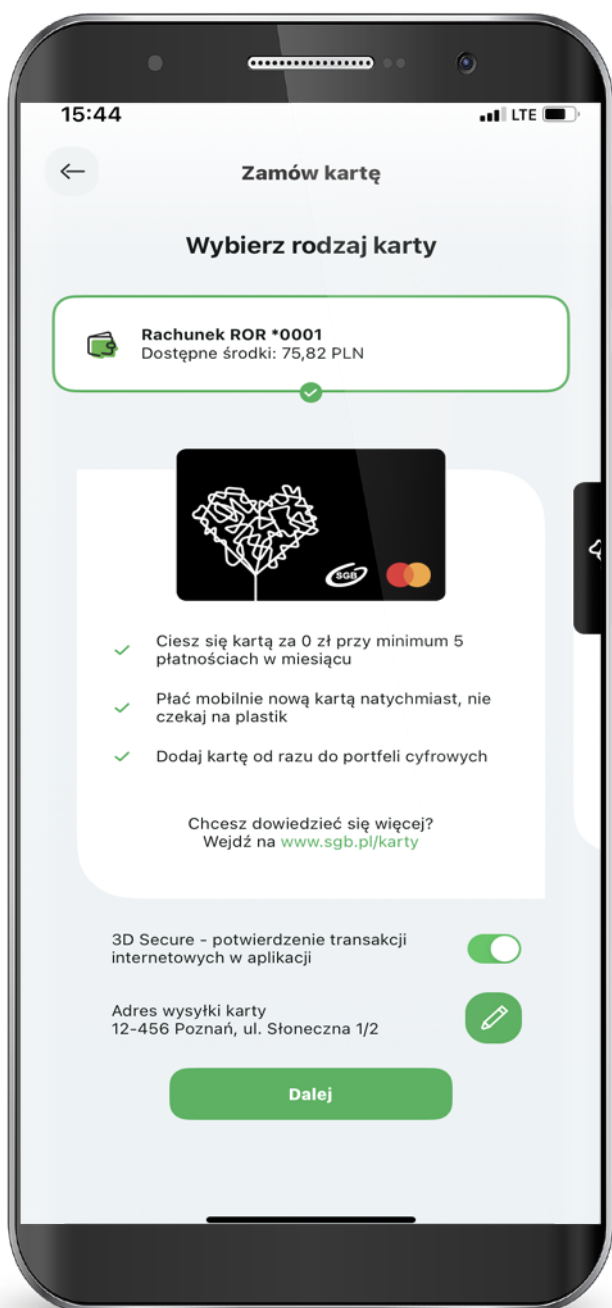 15:44
LTE
Zamów kartę
Wybierz rodzaj karty
Rachunek ROR *0001
Dostępne środki: 75,82 PLN
SGB
Ciesz się kartą za 0 zł przy minimum 5
płatnościach w miesiącu
Płać mobilnie nową kartą natychmiast, nie
czekaj na plastik
Dodaj kartę od razu do portfeli cyfrowych
Chcesz dowiedzieć się więcej?
Wejdź na www.sgb.pl/karty
3D Secure - potwierdzenie transakcji
internetowych w aplikacji
Adres wysyłki karty
12-456 Poznań, ul. Słoneczna 1/2
Dalej